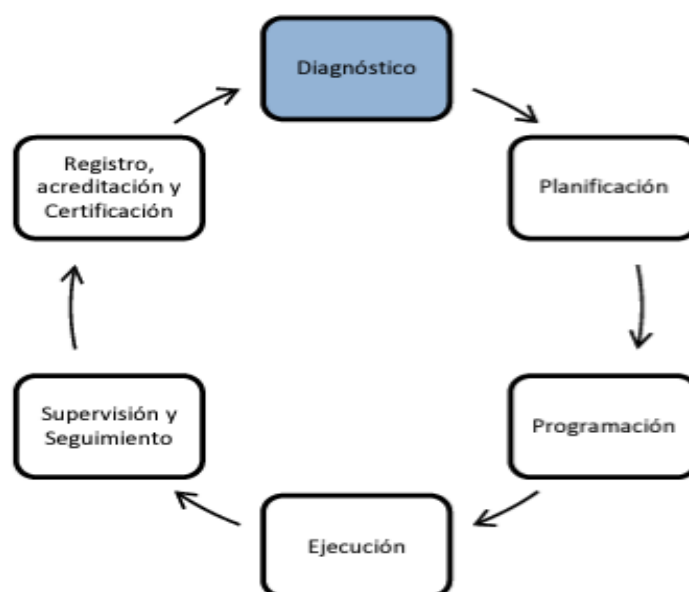 Diagnóstico
Planificación
Programación
Ejecución
Supervisión y
Seguimiento
Registro,
acreditación y
Certificación